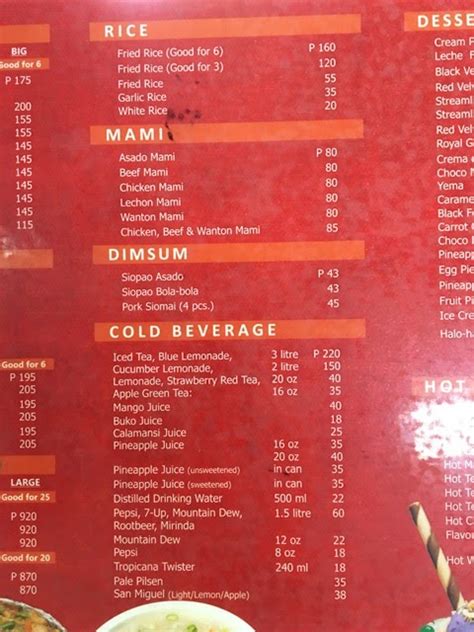 BIG
Good for 6
P 175
200
155
155
145
145
145
145
115
Good for 6
P 195
205
195
195
205
LARGE
Good for 25
P 920
920
920
Good for 20
P 870
870
RICE
Fried Rice (Good for 6) P 160
Fried Rice (Good for 3) 120
Fried Rice 55
Garlic Rice 35
White Rice 20
MAMI
Asado Mami P 80
Beef Mami 80
Chicken Mami 80
Lechon Mami 80
Wanton Mami 80
Chicken, Beef & Wanton Mami 85
DIMSUM
Siopao Asado P 43
Siopao Bola-bola 43
Pork Siomai (4 pcs.) 45
COLD BEVERAGE
Iced Tea, Blue Lemonade, 3 litre P 220
Cucumber Lemonade, 2 litre 150
Lemonade, Strawberry Red Tea, 20 oz 40
Apple Green Tea: 16 oz 35
Mango Juice 40
Buko Juice 18
Calamansi Juice 18
Pineapple Juice 16 oz 35
20 oz 40
Pineapple Juice (unsweetened) in can 35
Pineapple Juice (sweetened) in can 35
Distilled Drinking Water 500 ml 22
Pepsi, 7-Up, Mountain Dew, 1.5 litre 60
Rootbeer, Mirinda
Mountain Dew 12 oz 22
Pepsi 8 oz 18
Tropicana Twister 240 ml 18
Pale Pilsen 35
San Miguel (Light/Lemon/Apple) 38
DESSE
Cream F
Leche F
Black Ve
Red Velv
Streaml
Red Velv
Streaml
Royal G
Crema
Choco M
Yema
Carame
Black F
Carrot
Choco
Pineapp
Egg Pie
Pineapp
Fruit Pi
Ice Cre
Halo-ha
HOT
Hot M
Hot Te
Hot C
Hot C
Flavor
Hot W